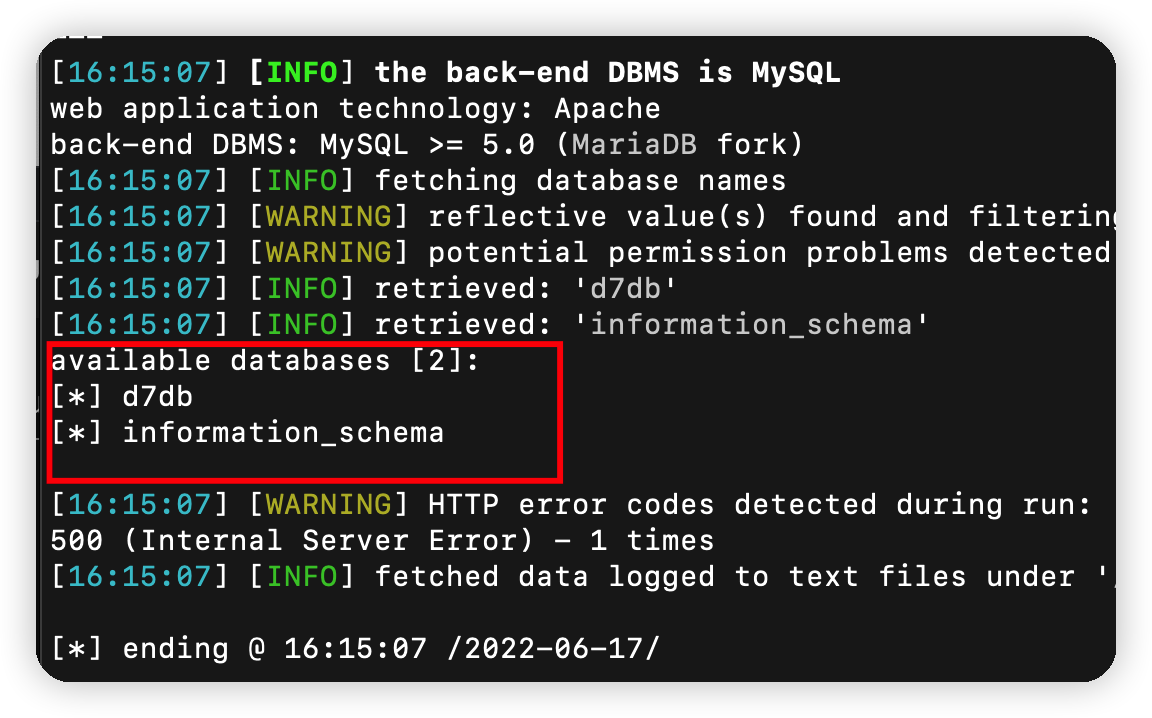 [16:15:07] [INFO] the back-end DBMS is MySQL
web application technology: Apache
back-end DBMS: MySQL >= 5.0 (MariaDB fork)
[16:15:07] [INFO] fetching database names
[16:15:07] [WARNING] reflective value(s) found and filtering
[16:15:07] [WARNING] potential permission problems detected
[16:15:07] [INFO] retrieved: 'd7db'
[16:15:07] [INFO] retrieved: 'information_schema'
available databases [2]:
[*] d7db
[*] information_schema
[16:15:07] [WARNING] HTTP error codes detected during run:
500 (Internal Server Error) - 1 times
[16:15:07] [INFO] fetched data logged to text files under '/
[*] ending @ 16:15:07 /2022-06-17/